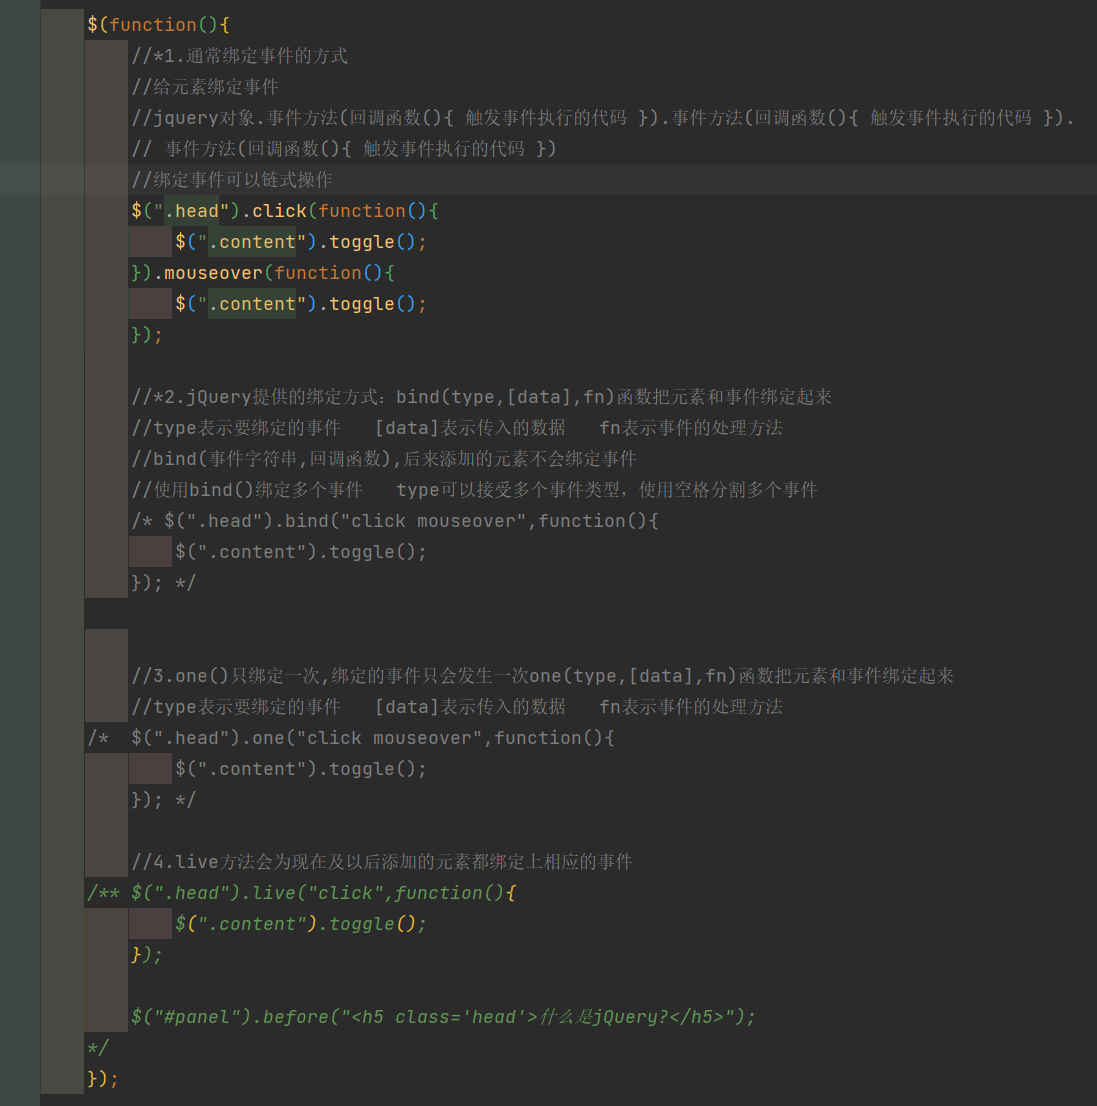 $(function(){
//*1.通常绑定事件的方式
//给元素绑定事件
//jquery对象.事件方法(回调函数(){ 触发事件执行的代码 }).事件方法(回调函数(){ 触发事件执行的代码 }).
// 事件方法(回调函数(){ 触发事件执行的代码 })
//绑定事件可以链式操作
$(".head").click(function(){
$(".content").toggle();
}).mouseover(function(){
$(".content").toggle();
});
//*2.jQuery提供的绑定方式：bind(type,[data],fn)函数把元素和事件绑定起来
//type表示要绑定的事件   [data]表示传入的数据   fn表示事件的处理方法
//bind(事件字符串,回调函数),后来添加的元素不会绑定事件
//使用bind()绑定多个事件   type可以接受多个事件类型，使用空格分割多个事件
/* $(".head").bind("click mouseover",function(){
$(".content").toggle();
}); */
//3.one()只绑定一次,绑定的事件只会发生一次one(type,[data],fn)函数把元素和事件绑定起来
//type表示要绑定的事件   [data]表示传入的数据   fn表示事件的处理方法
/*  $(".head").one("click mouseover",function(){
$(".content").toggle();
}); */
//4.live方法会为现在及以后添加的元素都绑定上相应的事件
/** $(".head").live("click",function(){
$(".content").toggle();
});
$("#panel").before("<h5 class='head'>什么是jQuery?</h5>");
*/
});